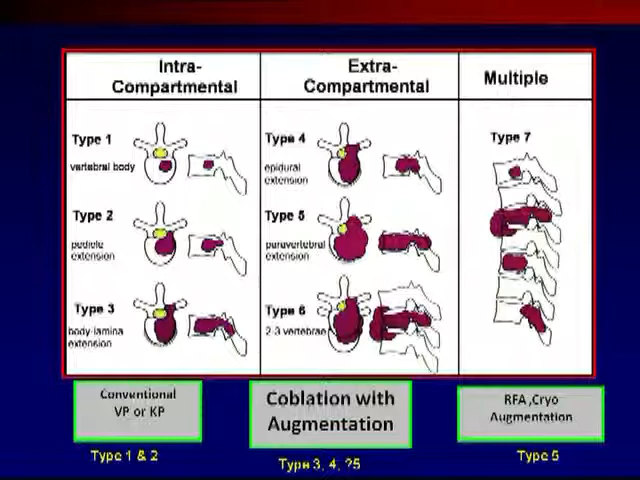 Intra-
Compartmental
Extra-
Compartmental
Multiple
Type 1
vertebral body
Type 2
pedicle
extension
Type 3
body-lamina
extension
Type 4
epidural
extension
Type 5
paravertebral
extension
Type 6
2-3 vertebrae
Type 7
Conventional
VP or KP
Coblation with
Augmentation
RFA ,Cryo
Augmentation
Type 1 & 2
Type 3, 4, ?5
Type 5